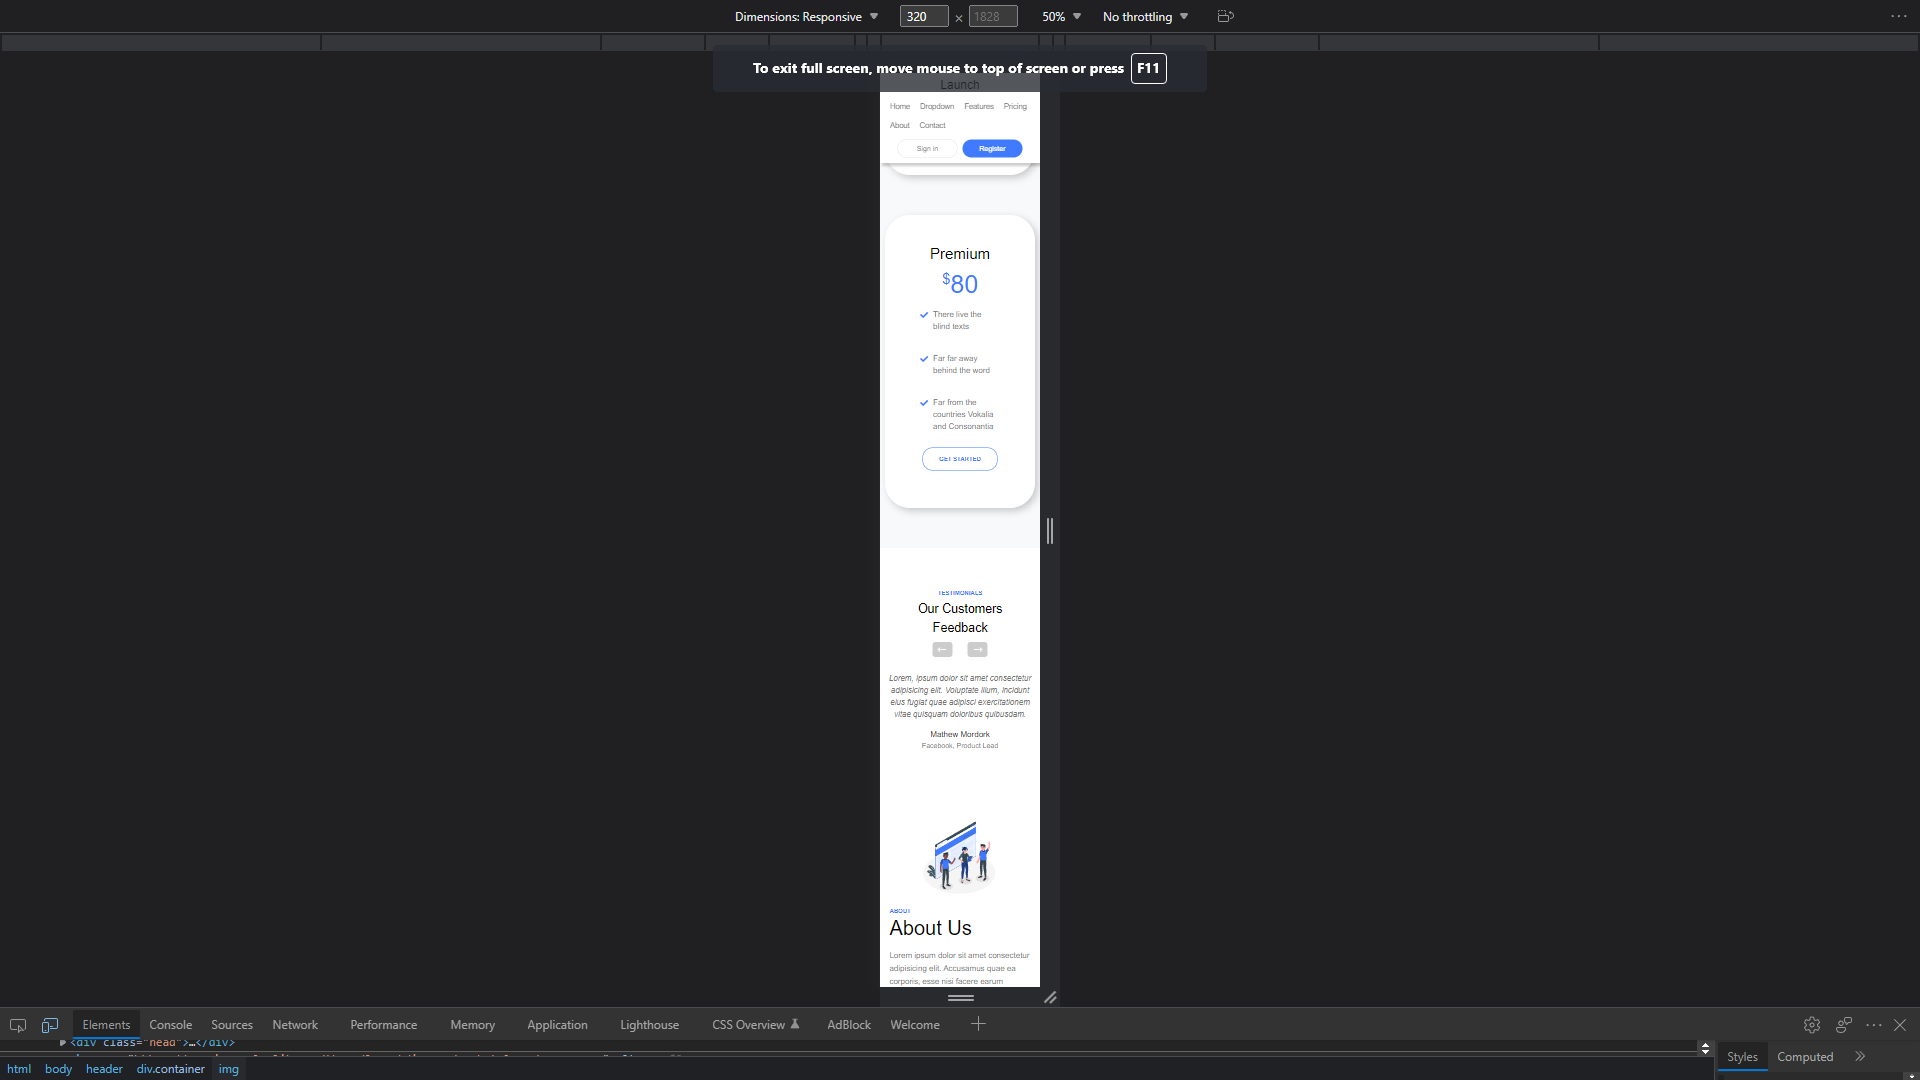 Dimensions: Responsive 320 × 1828 50% No throttling
To exit full screen, move mouse to top of screen or press F11
Launch
Home Dropdown Features Pricing
About Contact
Sign in Register
Premium
$80
There live the
blind texts
Far far away
behind the word
Far from the
countries Vokalia
and Consonantia
GET STARTED
TESTIMONIALS
Our Customers
Feedback
← →
Lorem, ipsum dolor sit amet consectetur
adipisicing elit. Voluptate illum, incidunt
eius fugiat quae adipisci exercitationem
vitae quisquam doloribus quibusdam.
Mathew Mordork
Facebook, Product Lead
ABOUT
About Us
Lorem ipsum dolor sit amet consectetur
adipisicing elit. Accusamus quae ea
corporis, esse nisi facere earum
Elements Console Sources Network Performance Memory Application Lighthouse CSS Overview AdBlock Welcome
<div class="head">…</div>
html body header div.container img
Styles Computed